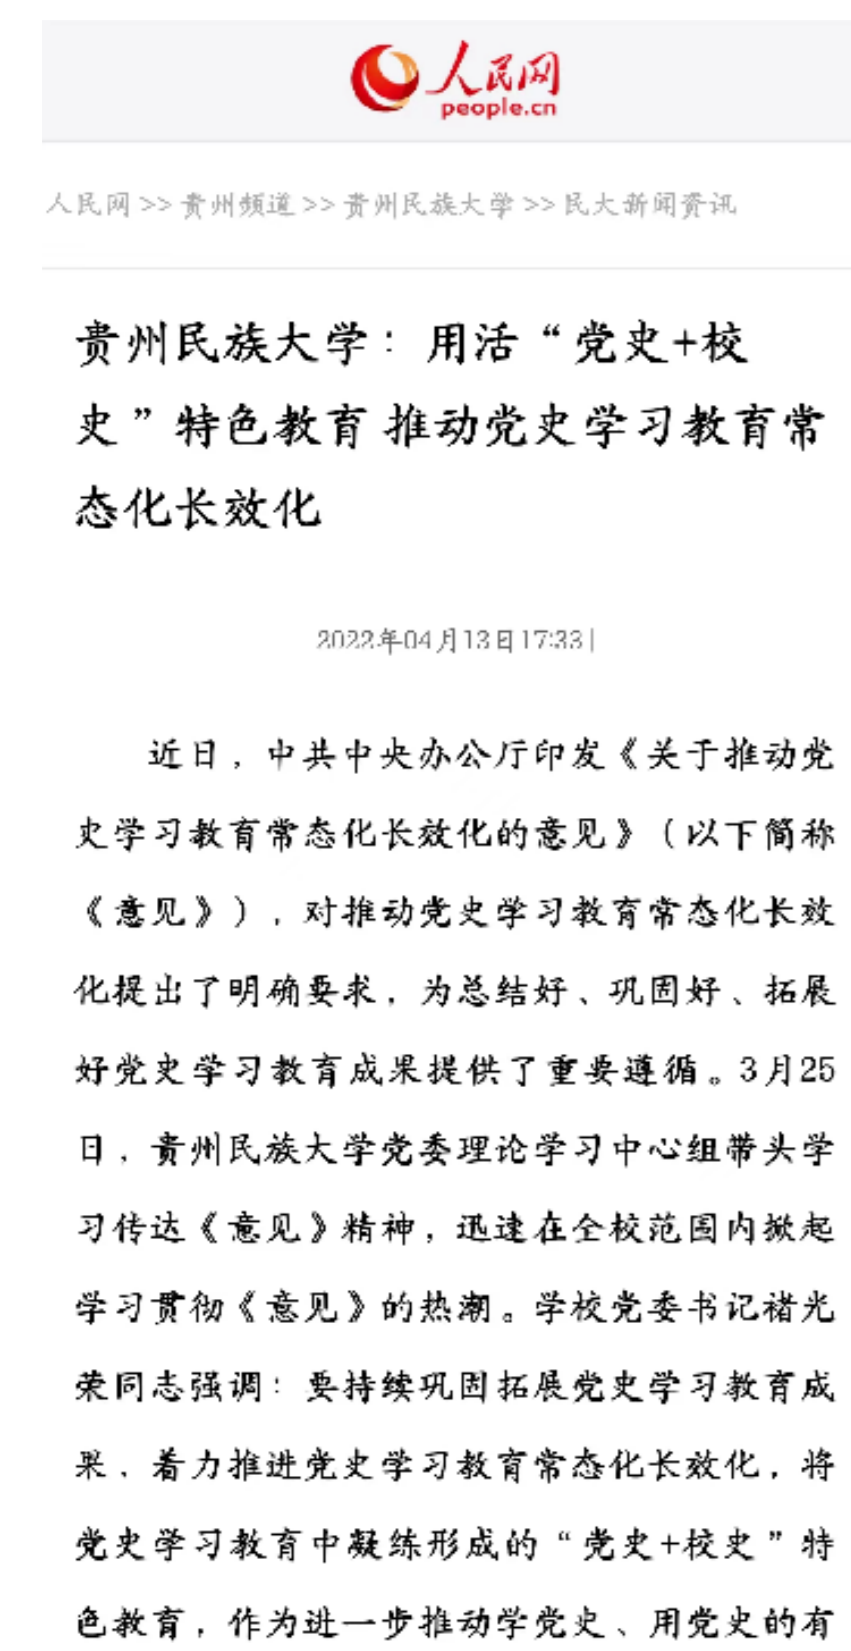 人民网
people.cn
人民网 >> 贵州频道 >> 贵州民族大学 >> 民大新闻资讯
贵州民族大学：用活“党史+校
史”特色教育 推动党史学习教育常
态化长效化
2022年04月13日17:33|
近日，中共中央办公厅印发《关于推动党
史学习教育常态化长效化的意见》（以下简称
《意见》），对推动党史学习教育常态化长效
化提出了明确要求，为总结好、巩固好、拓展
好党史学习教育成果提供了重要遵循。3月25
日，贵州民族大学党委理论学习中心组带头学
习传达《意见》精神，迅速在全校范围内掀起
学习贯彻《意见》的热潮。学校党委书记褚光
荣同志强调：要持续巩固拓展党史学习教育成
果，着力推进党史学习教育常态化长效化，将
党史学习教育中凝练形成的“党史+校史”特
色教育，作为进一步推动学党史、用党史的有